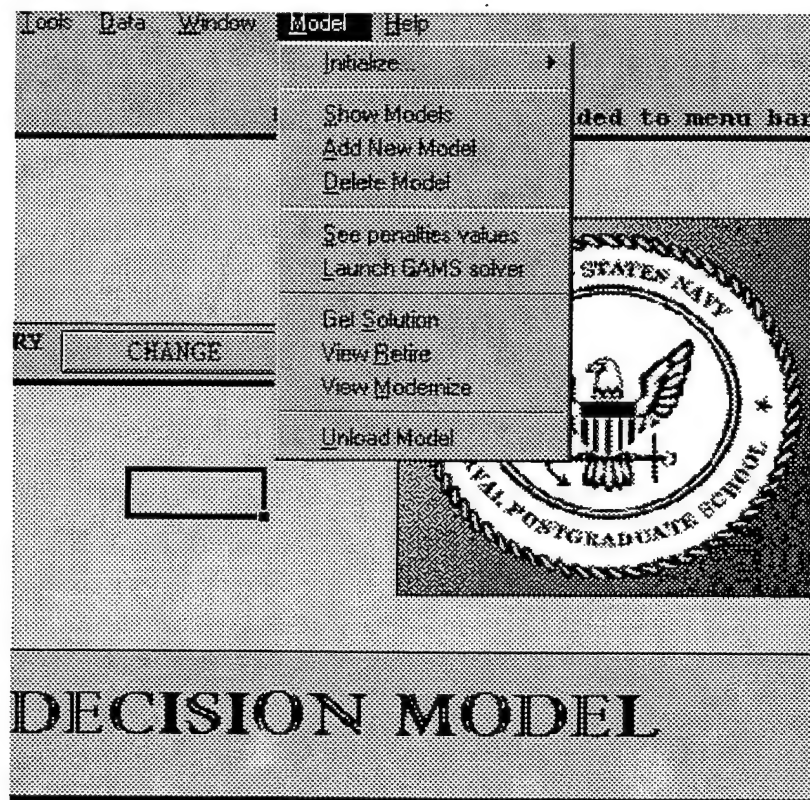 Tools Data Window Model Help
Initialize...
Show Models
ded to menu bar
Add New Model
Delete Model
See penalties values
Launch GAMS solver
STATES NAVY
Get Solution
RY CHANGE
View Retire
View Modernize
Unload Model
VAL POSTGRADUATE SCHOOL
DECISION MODEL